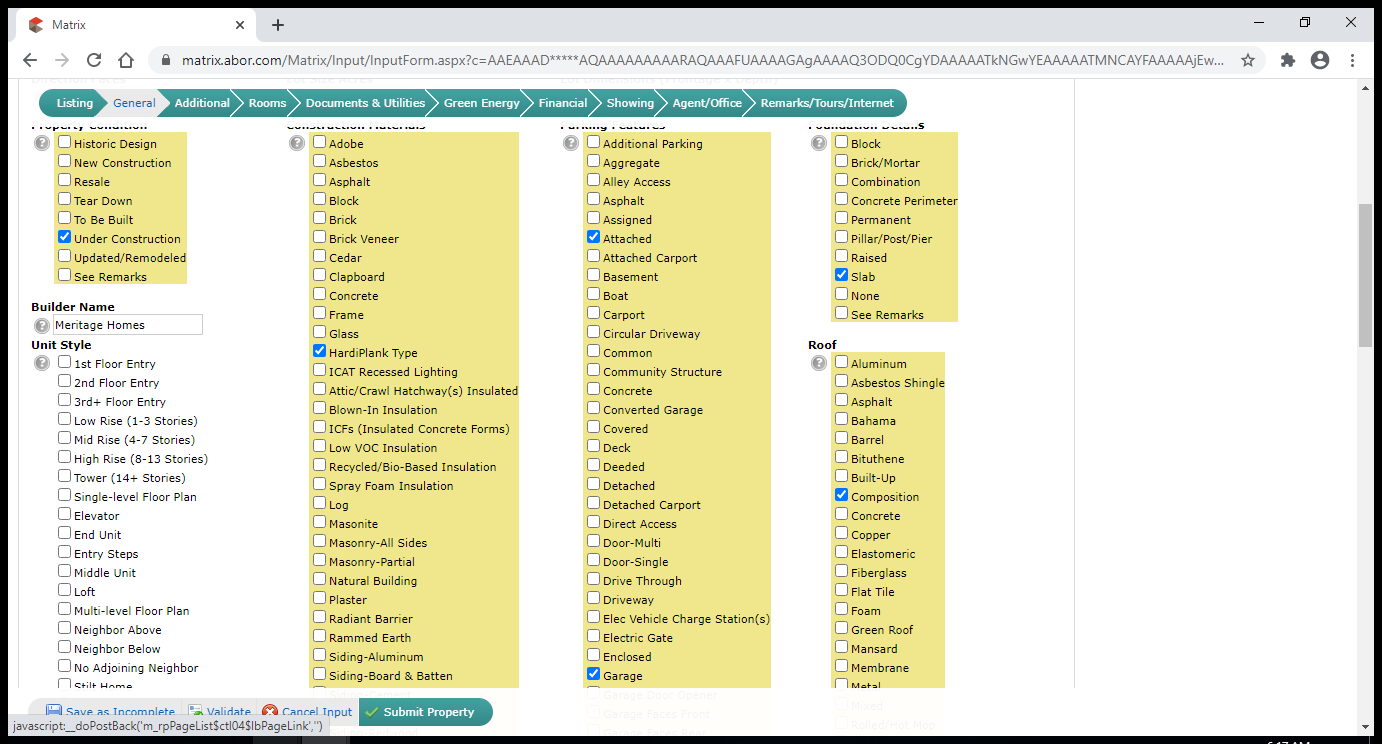 Matrix
matrix.abor.com/Matrix/Input/InputForm.aspx?c=AAEAAAD*****AQAAAAAAAAARAQAAAFUAAAAGAgAAAAQ3ODQ0CgYDAAAAATkNGwYEAAAAATMNCAYFAAAAAjEw...
Listing General Additional Rooms Documents & Utilities Green Energy Financial Showing Agent/Office Remarks/Tours/Internet
Property Condition
Historic Design
New Construction
Resale
Tear Down
To Be Built
Under Construction
Updated/Remodeled
See Remarks
Builder Name
Meritage Homes
Unit Style
1st Floor Entry
2nd Floor Entry
3rd+ Floor Entry
Low Rise (1-3 Stories)
Mid Rise (4-7 Stories)
High Rise (8-13 Stories)
Tower (14+ Stories)
Single-level Floor Plan
Elevator
End Unit
Entry Steps
Middle Unit
Loft
Multi-level Floor Plan
Neighbor Above
Neighbor Below
No Adjoining Neighbor
Stilt Home
Construction Materials
Adobe
Asbestos
Asphalt
Block
Brick
Brick Veneer
Cedar
Clapboard
Concrete
Frame
Glass
HardiPlank Type
ICAT Recessed Lighting
Attic/Crawl Hatchway(s) Insulated
Blown-In Insulation
ICFs (Insulated Concrete Forms)
Low VOC Insulation
Recycled/Bio-Based Insulation
Spray Foam Insulation
Log
Masonite
Masonry-All Sides
Masonry-Partial
Natural Building
Plaster
Radiant Barrier
Rammed Earth
Siding-Aluminum
Siding-Board & Batten
Parking Features
Additional Parking
Aggregate
Alley Access
Asphalt
Assigned
Attached
Attached Carport
Basement
Boat
Carport
Circular Driveway
Common
Community Structure
Concrete
Converted Garage
Covered
Deck
Deeded
Detached
Detached Carport
Direct Access
Door-Multi
Door-Single
Drive Through
Driveway
Elec Vehicle Charge Station(s)
Electric Gate
Enclosed
Garage
Garage Door Opener
Garage Faces Front
Foundation Details
Block
Brick/Mortar
Combination
Concrete Perimeter
Permanent
Pillar/Post/Pier
Raised
Slab
None
See Remarks
Roof
Aluminum
Asbestos Shingle
Asphalt
Bahama
Barrel
Bituthene
Built-Up
Composition
Concrete
Copper
Elastomeric
Fiberglass
Flat Tile
Foam
Green Roof
Mansard
Membrane
Metal
Mixed
Rolled/Hot Mop
Save as Incomplete Validate Cancel Input Submit Property
javascript:__doPostBack('m_rpPageList$ctl04$lbPageLink','')